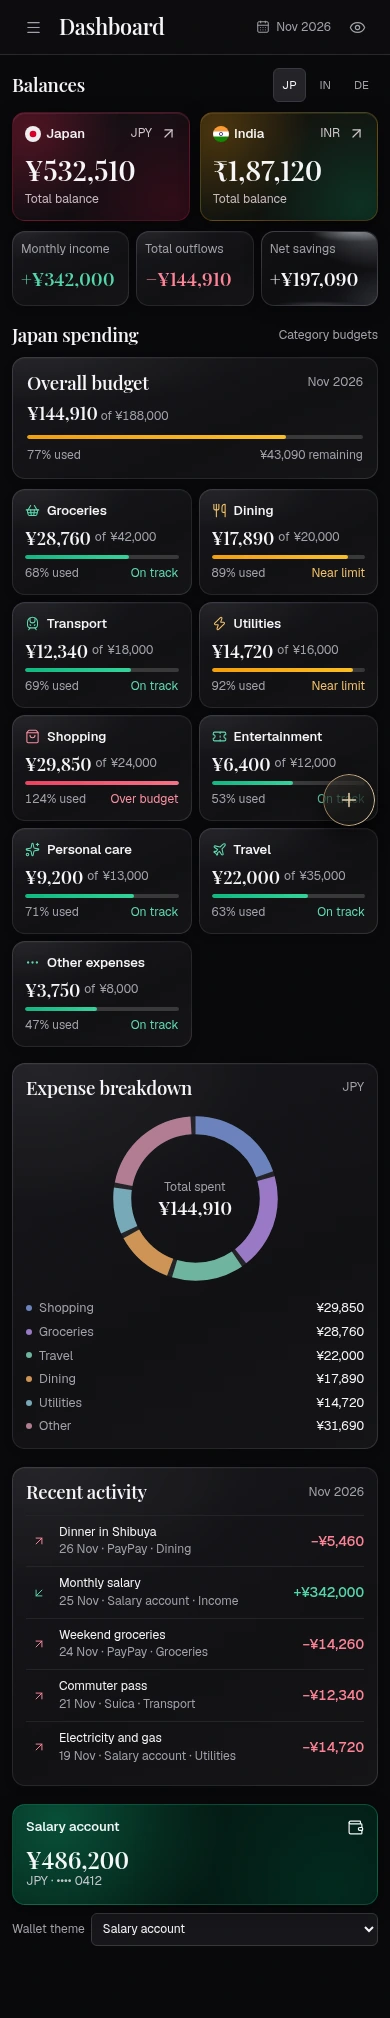 Dashboard
Nov 2026
Balances
JP IN DE
Japan JPY
¥532,510
Total balance
India INR
₹1,87,120
Total balance
Monthly income
+¥342,000
Total outflows
−¥144,910
Net savings
+¥197,090
Japan spending
Category budgets
Overall budget
Nov 2026
¥144,910 of ¥188,000
77% used
¥43,090 remaining
Groceries
¥28,760 of ¥42,000
68% used On track
Dining
¥17,890 of ¥20,000
89% used Near limit
Transport
¥12,340 of ¥18,000
69% used On track
Utilities
¥14,720 of ¥16,000
92% used Near limit
Shopping
¥29,850 of ¥24,000
124% used Over budget
Entertainment
¥6,400 of ¥12,000
53% used On track
Personal care
¥9,200 of ¥13,000
71% used On track
Travel
¥22,000 of ¥35,000
63% used On track
Other expenses
¥3,750 of ¥8,000
47% used On track
Expense breakdown
JPY
Total spent
¥144,910
Shopping ¥29,850
Groceries ¥28,760
Travel ¥22,000
Dining ¥17,890
Utilities ¥14,720
Other ¥31,690
Recent activity
Nov 2026
Dinner in Shibuya
26 Nov · PayPay · Dining
−¥5,460
Monthly salary
25 Nov · Salary account · Income
+¥342,000
Weekend groceries
24 Nov · PayPay · Groceries
−¥14,260
Commuter pass
21 Nov · Suica · Transport
−¥12,340
Electricity and gas
19 Nov · Salary account · Utilities
−¥14,720
Salary account
¥486,200
JPY · •••• 0412
Wallet theme
Salary account